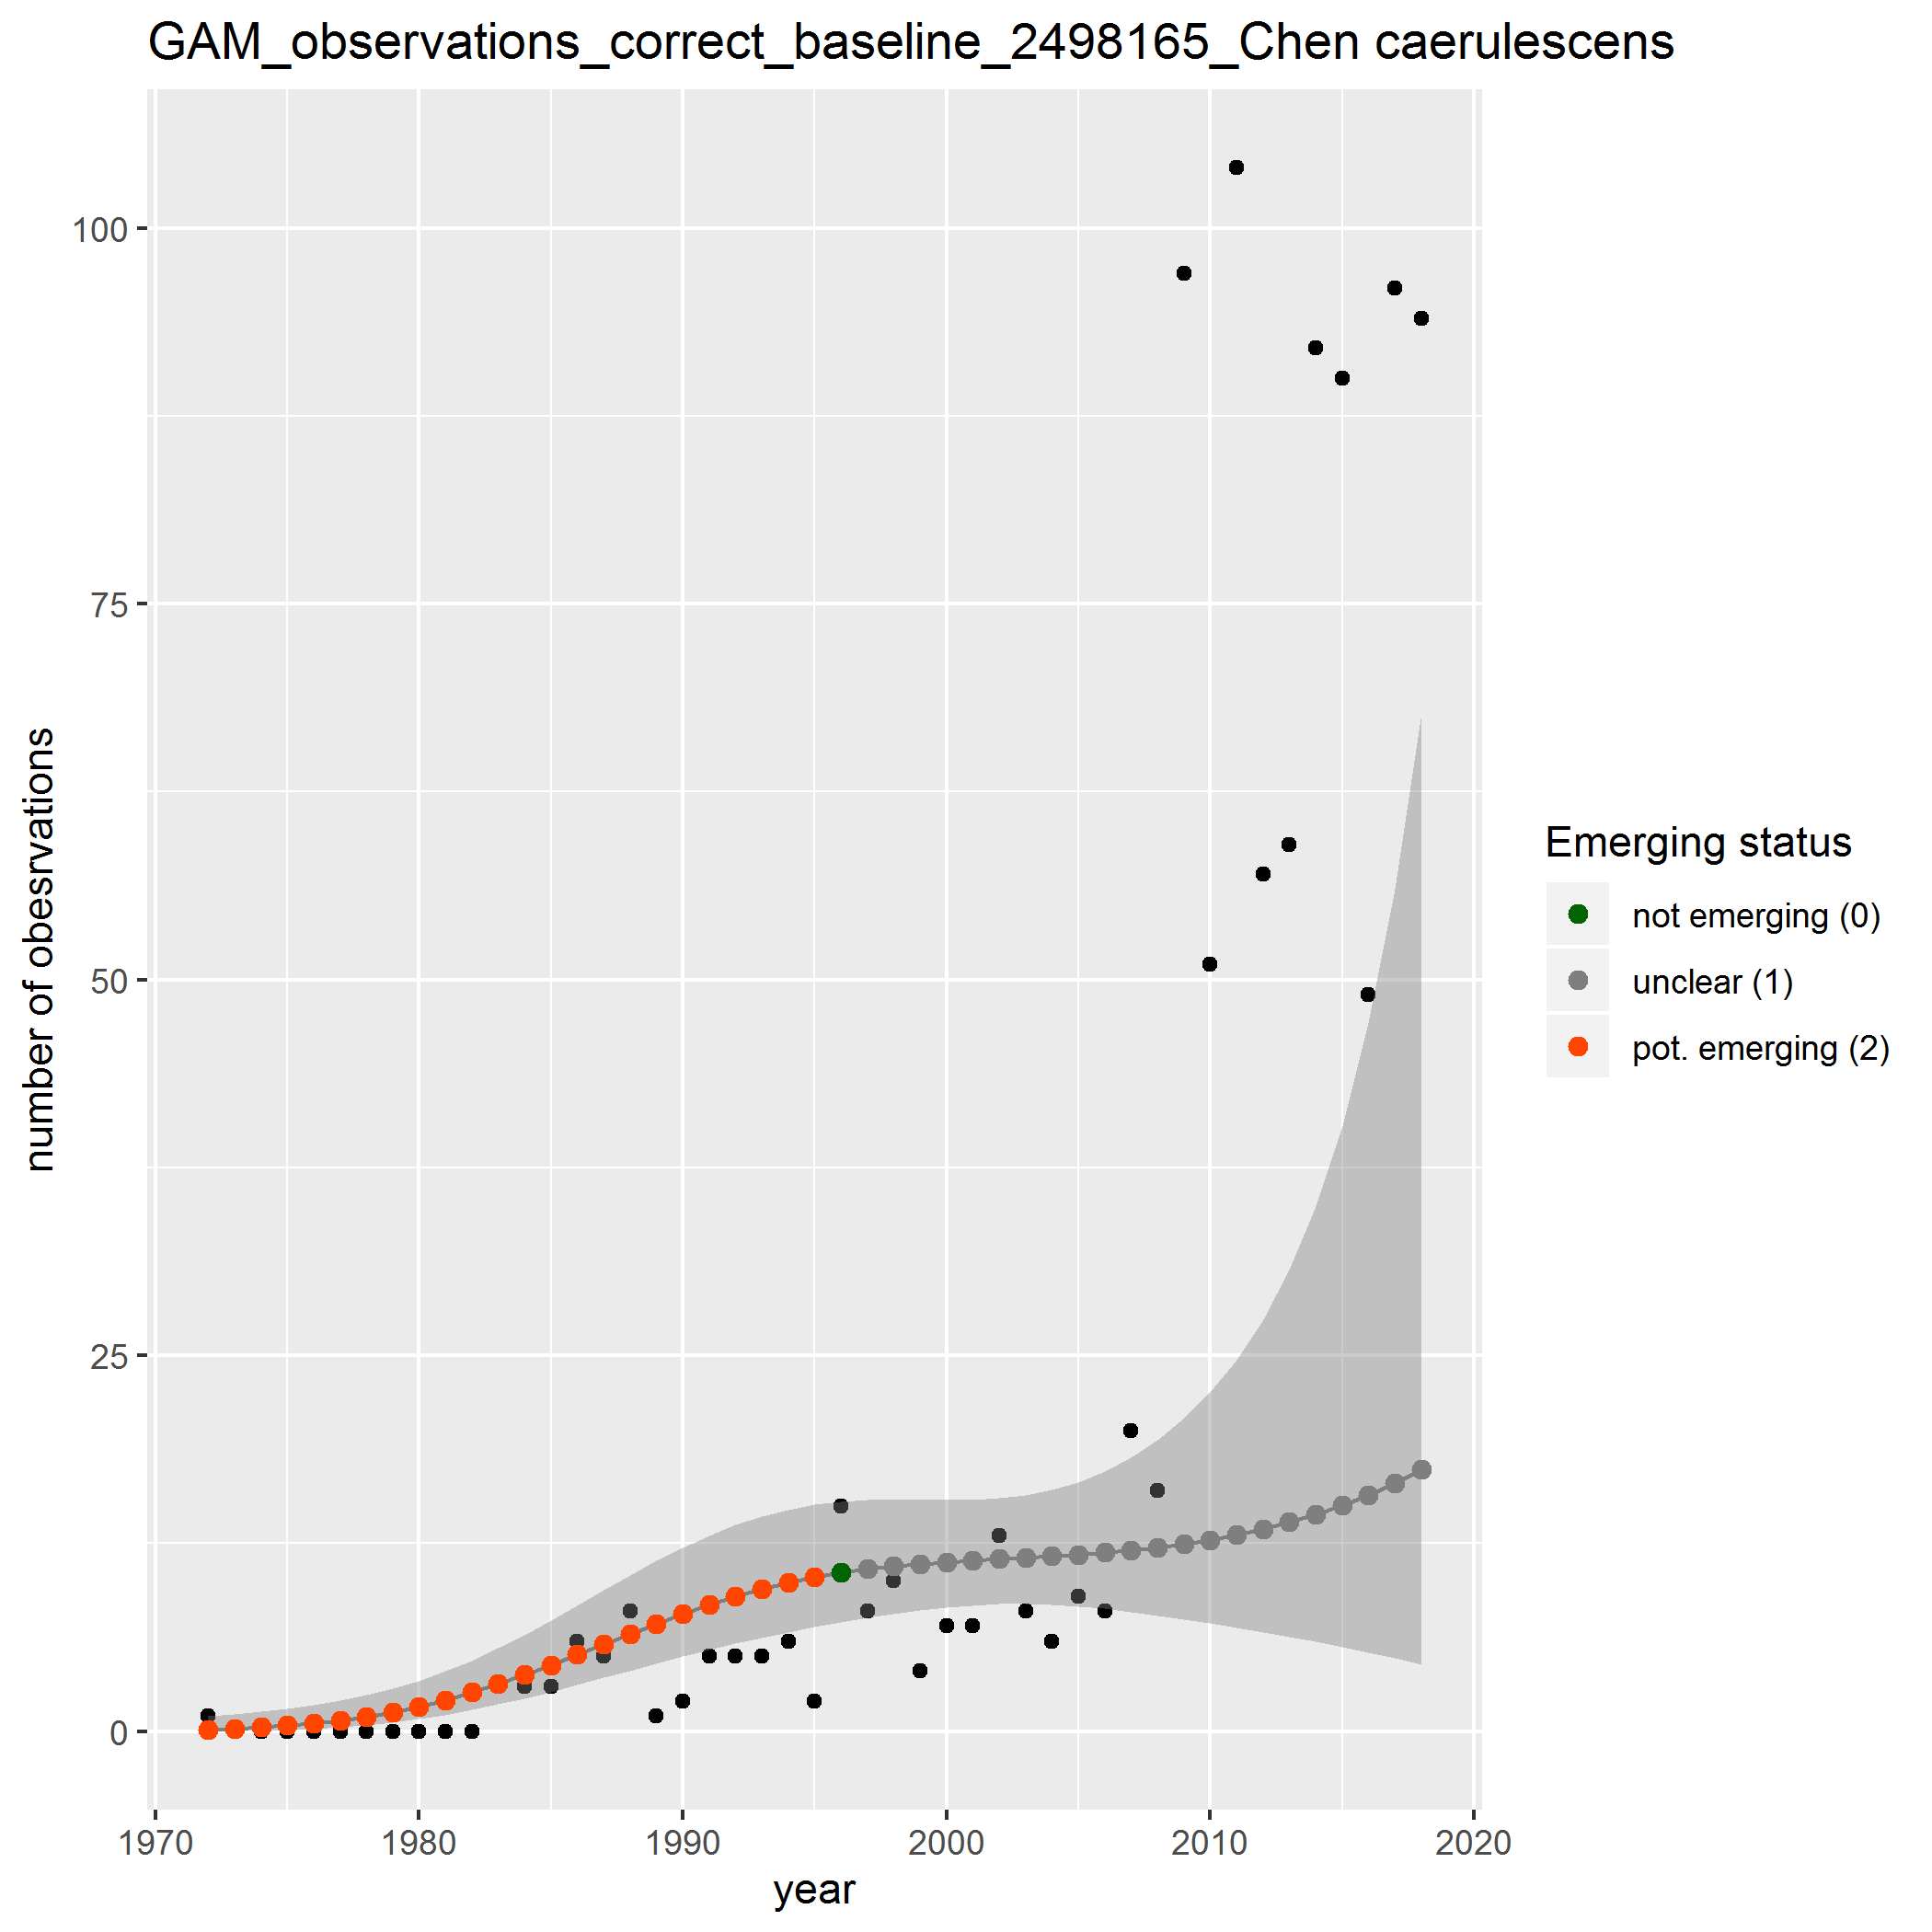 GAM_observations_correct_baseline_2498165_Chen caerulescens
number of obesrvations
100
75
50
25
0
1970 1980 1990 2000 2010 2020
year
Emerging status
not emerging (0)
unclear (1)
pot. emerging (2)